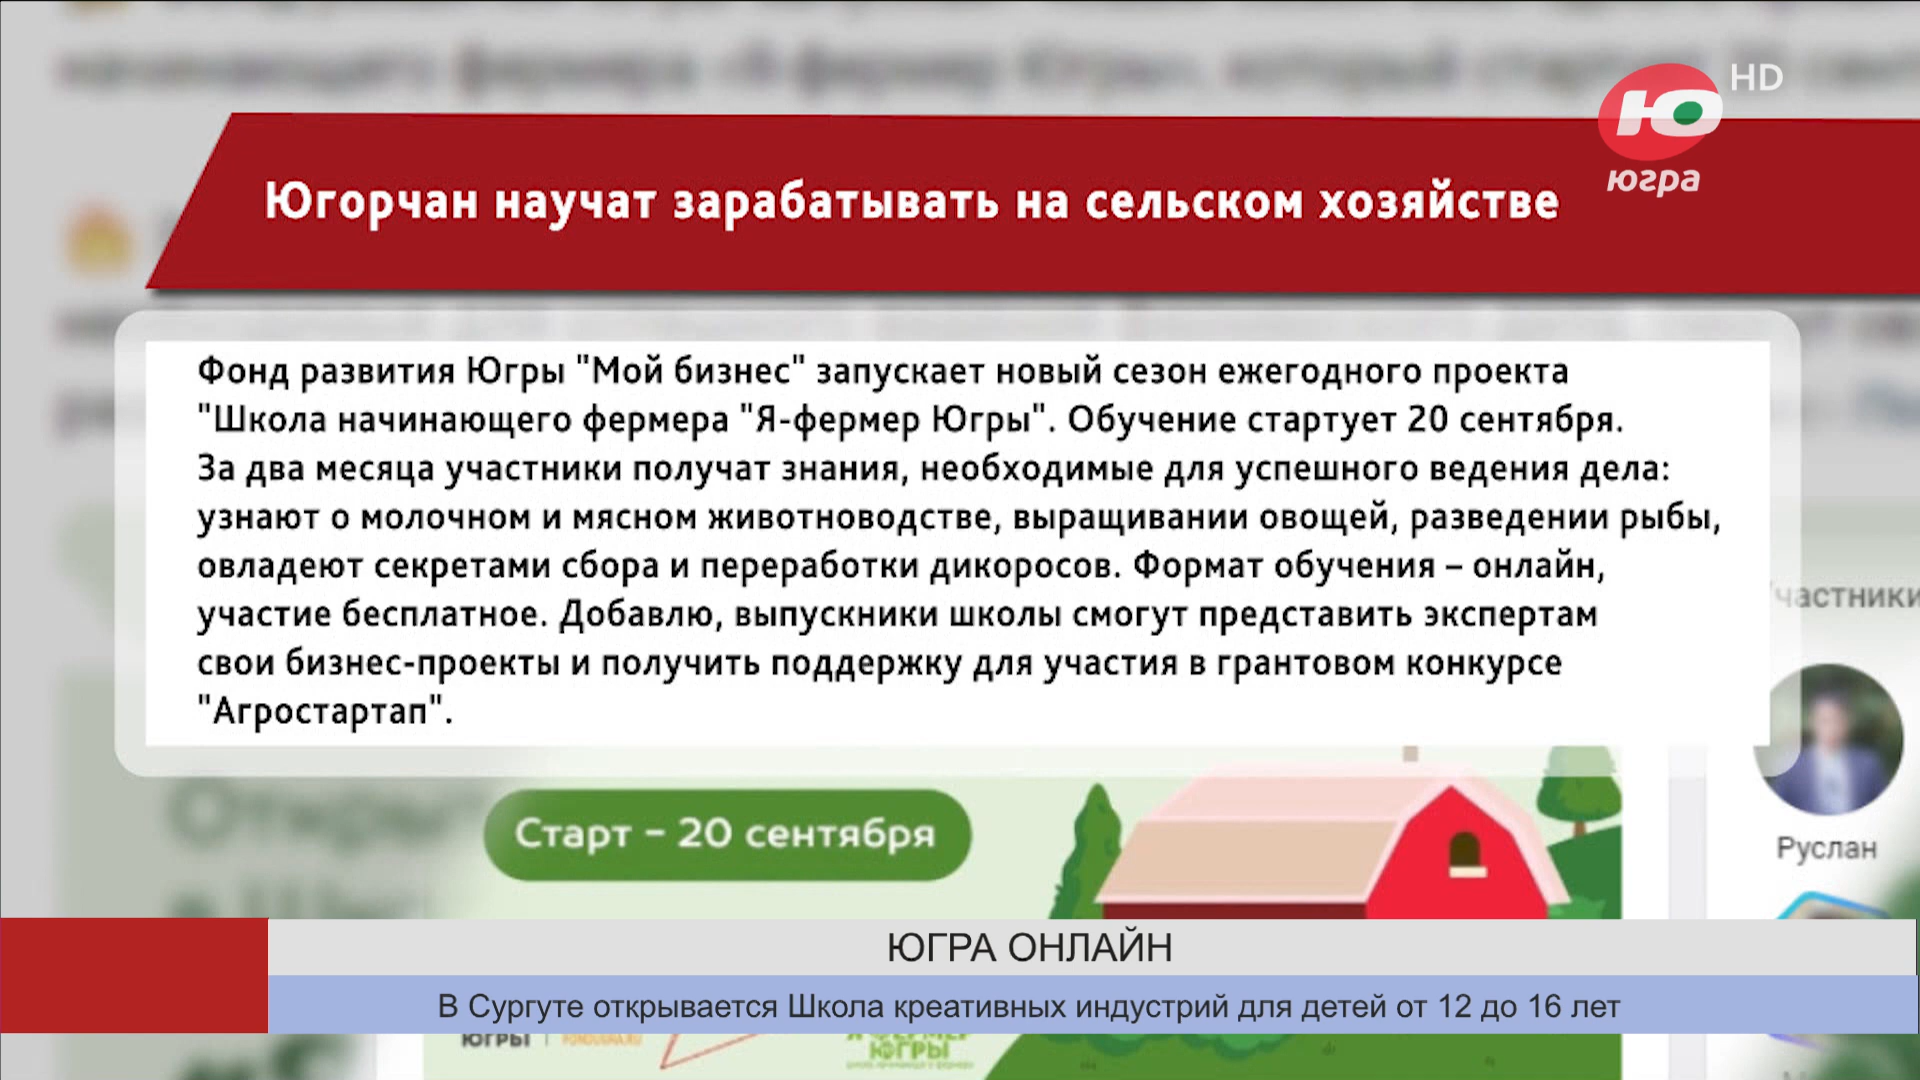 HD
Ю
югра
Югорчан научат зарабатывать на сельском хозяйстве
Фонд развития Югры "Мой бизнес" запускает новый сезон ежегодного проекта
"Школа начинающего фермера "Я-фермер Югры". Обучение стартует 20 сентября.
За два месяца участники получат знания, необходимые для успешного ведения дела:
узнают о молочном и мясном животноводстве, выращивании овощей, разведении рыбы,
овладеют секретами сбора и переработки дикоросов. Формат обучения – онлайн,
участие бесплатное. Добавлю, выпускники школы смогут представить экспертам
свои бизнес-проекты и получить поддержку для участия в грантовом конкурсе
"Агростартап".
Старт – 20 сентября
Руслан
ЮГРА ОНЛАЙН
В Сургуте открывается Школа креативных индустрий для детей от 12 до 16 лет
ЮГРЫ
ЮГРЫ